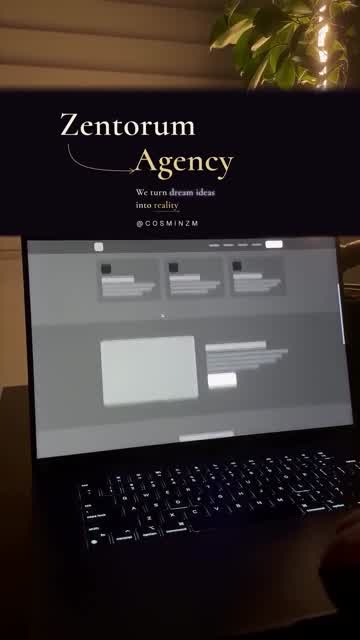 Zentorum
Agency
We turn dream ideas
into reality
@COSMINZM